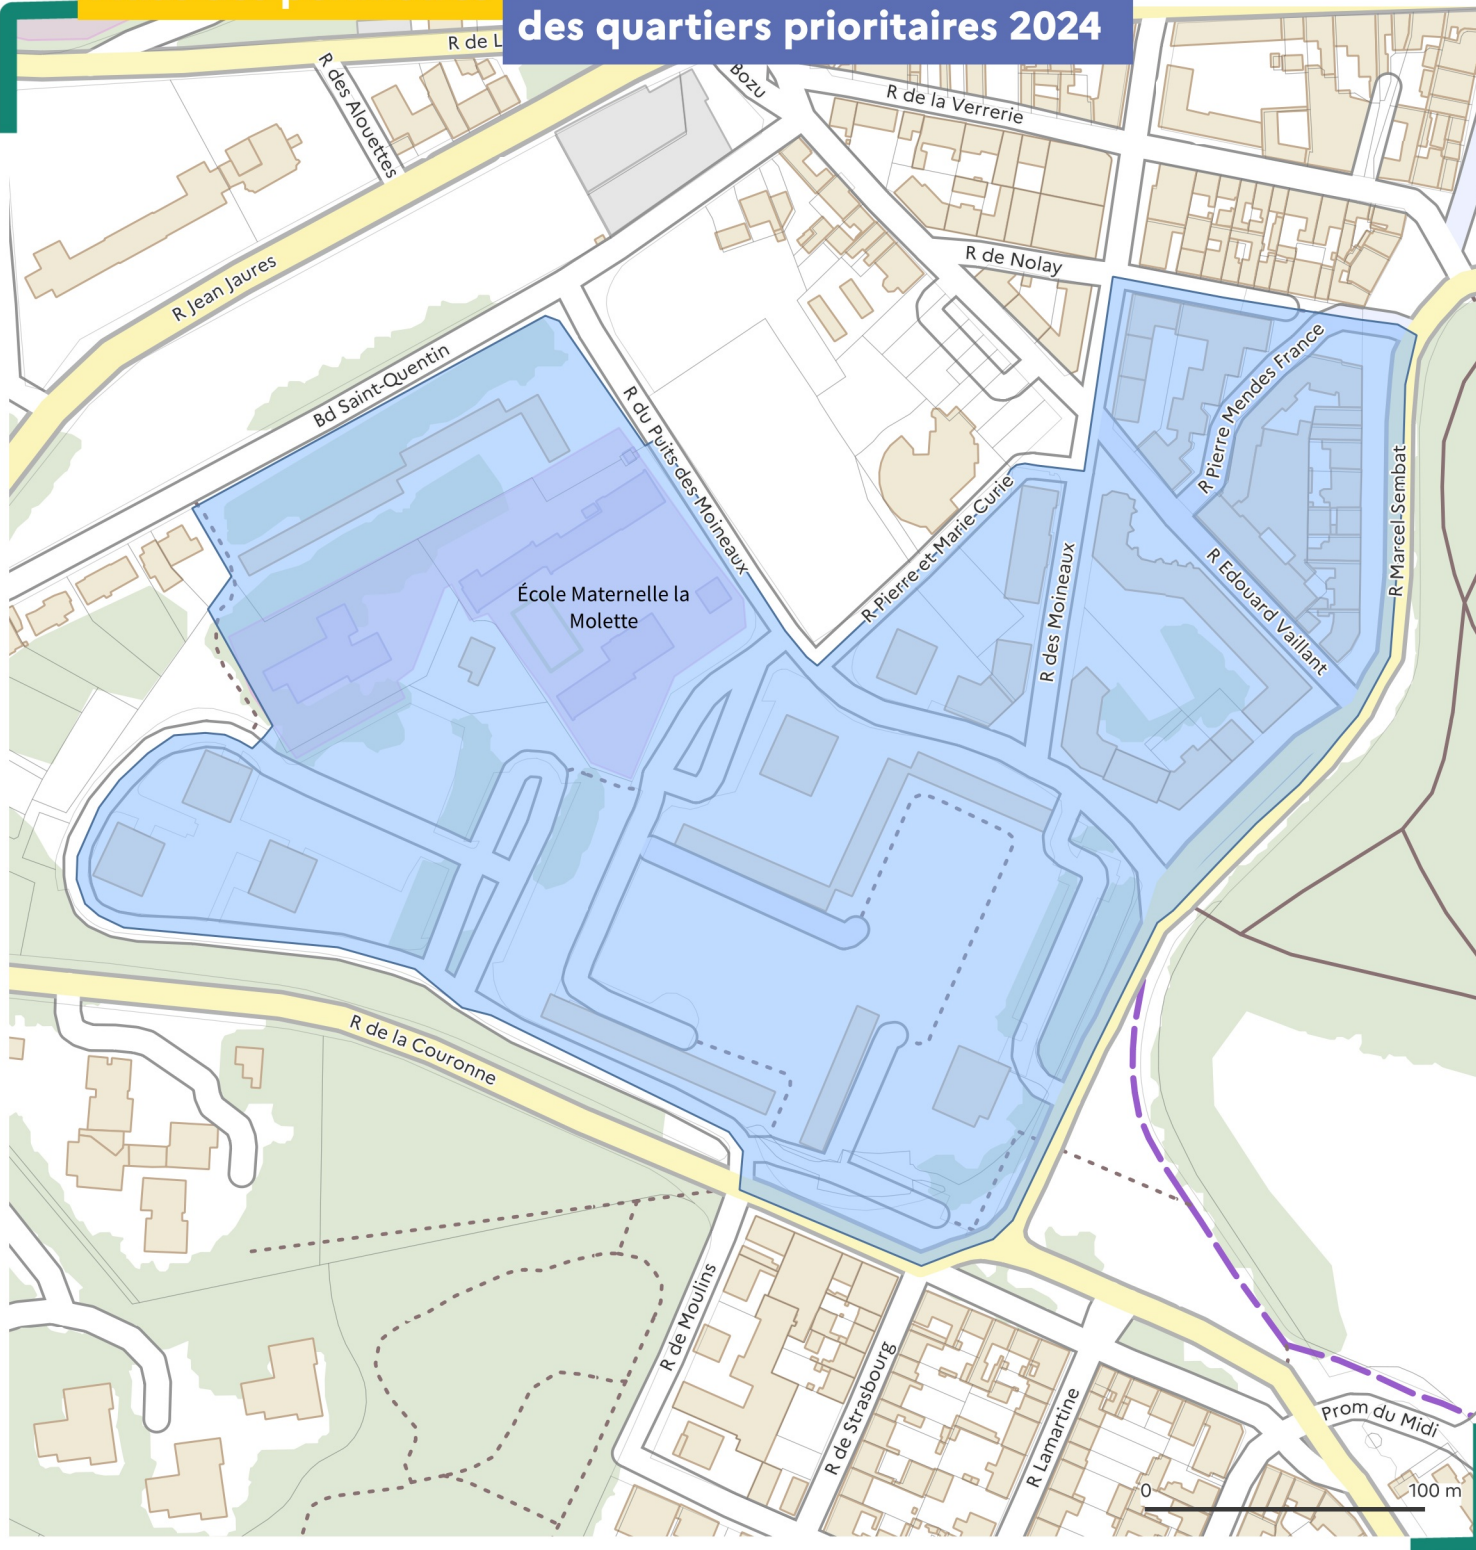 des quartiers prioritaires 2024
R de L
Bozu
R des Alouettes
R de la Verrerie
R de Nolay
R Jean Jaures
R Pierre Mendes France
Bd Saint-Quentin
R du Puits-des-Moineaux
R-Marcel-Sembat
R-Pierre-et-Marie-Curie
R des Moineaux
R Edouard Vaillant
École Maternelle la
Molette
R de la Couronne
R de Moulins
R de Strasbourg
R Lamartine
Prom du Midi
0
100 m